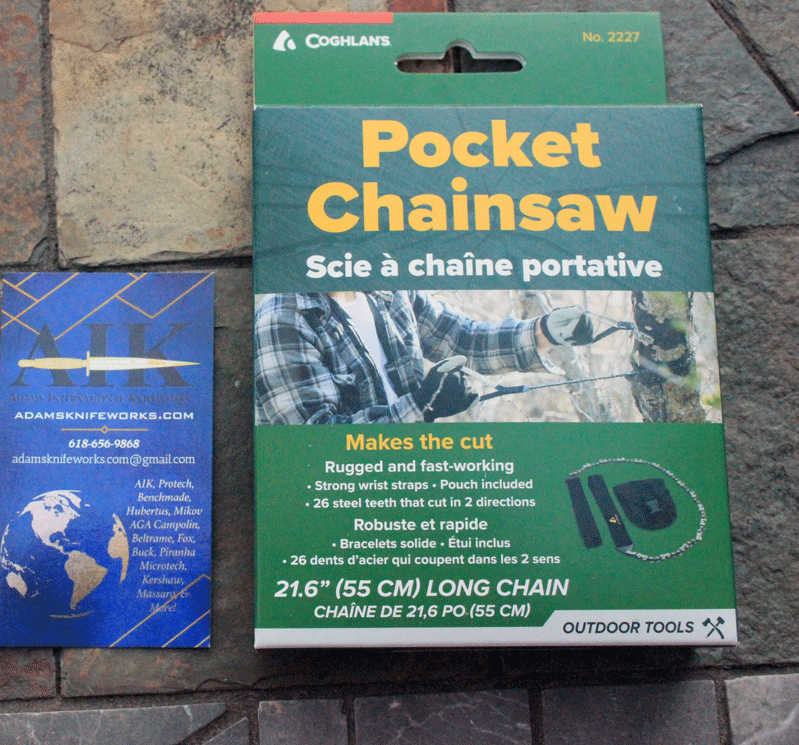 COGHLAN'S
No. 2227
Pocket
Chainsaw
Scie à chaîne portative
Makes the cut
Rugged and fast-working
• Strong wrist straps • Pouch included
• 26 steel teeth that cut in 2 directions
Robuste et rapide
• Bracelets solide • Étui inclus
• 26 dents d'acier qui coupent dans les 2 sens
21.6” (55 CM) LONG CHAIN
CHAÎNE DE 21,6 PO (55 CM)
OUTDOOR TOOLS
AIK
ADAMS INTERNATIONAL KNIFEWORKS
ADAMSKNIFEWORKS.COM
618-656-9868
adamsknifeworks.com@gmail.com
AIK, Protech,
Benchmade,
Hubertus, Mikov
AGA Campolin,
Beltrame, Fox,
Buck, Piranha
Microtech,
Kershaw,
Massara, &
More!